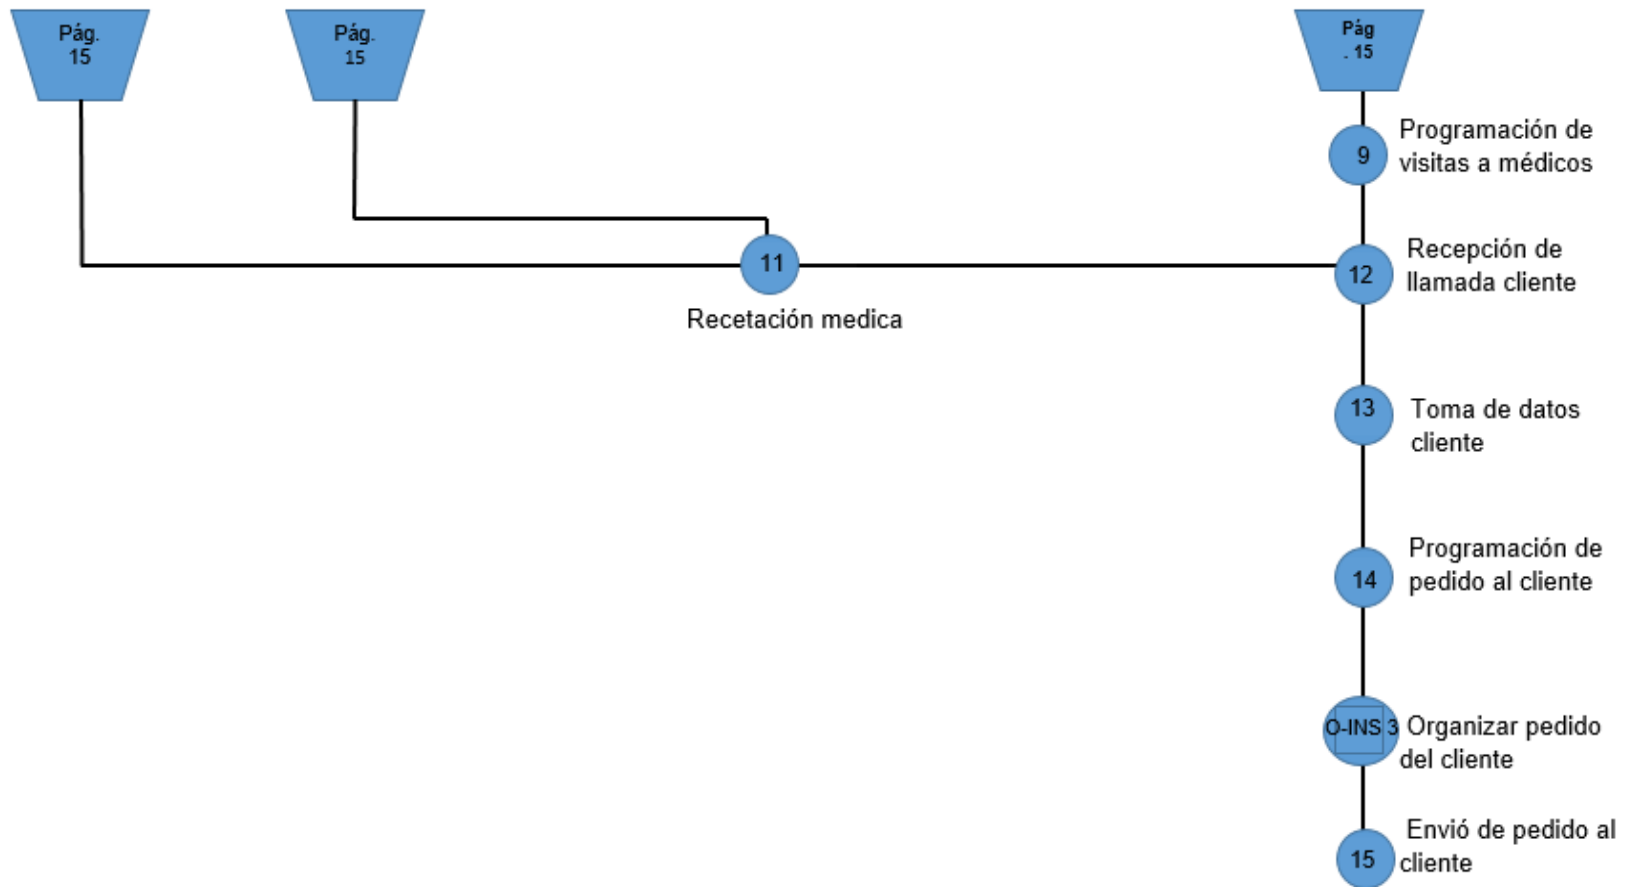 Pág.
15
Pág.
15
Pág
. 15
9
Programación de
visitas a médicos
11
Recetación medica
12
Recepción de
llamada cliente
13
Toma de datos
cliente
14
Programación de
pedido al cliente
O-INS 3
Organizar pedido
del cliente
15
Envió de pedido al
cliente